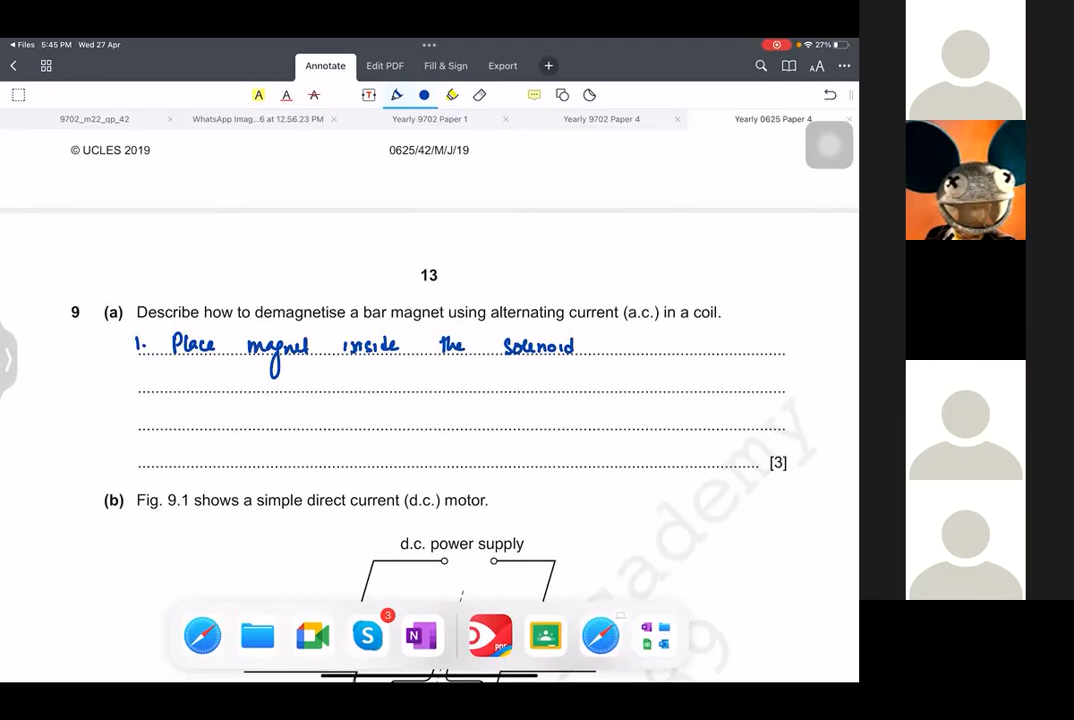 Files 5:45 PM Wed 27 Apr 27%
Annotate Edit PDF Fill & Sign Export
9702_m22_qp_42 WhatsApp Imag...6 at 12.56.23 PM Yearly 9702 Paper 1 Yearly 9702 Paper 4 Yearly 0625 Paper 4
© UCLES 2019 0625/42/M/J/19
13
9 (a) Describe how to demagnetise a bar magnet using alternating current (a.c.) in a coil.
1. Place magnet inside the solenoid
[3]
(b) Fig. 9.1 shows a simple direct current (d.c.) motor.
d.c. power supply
3